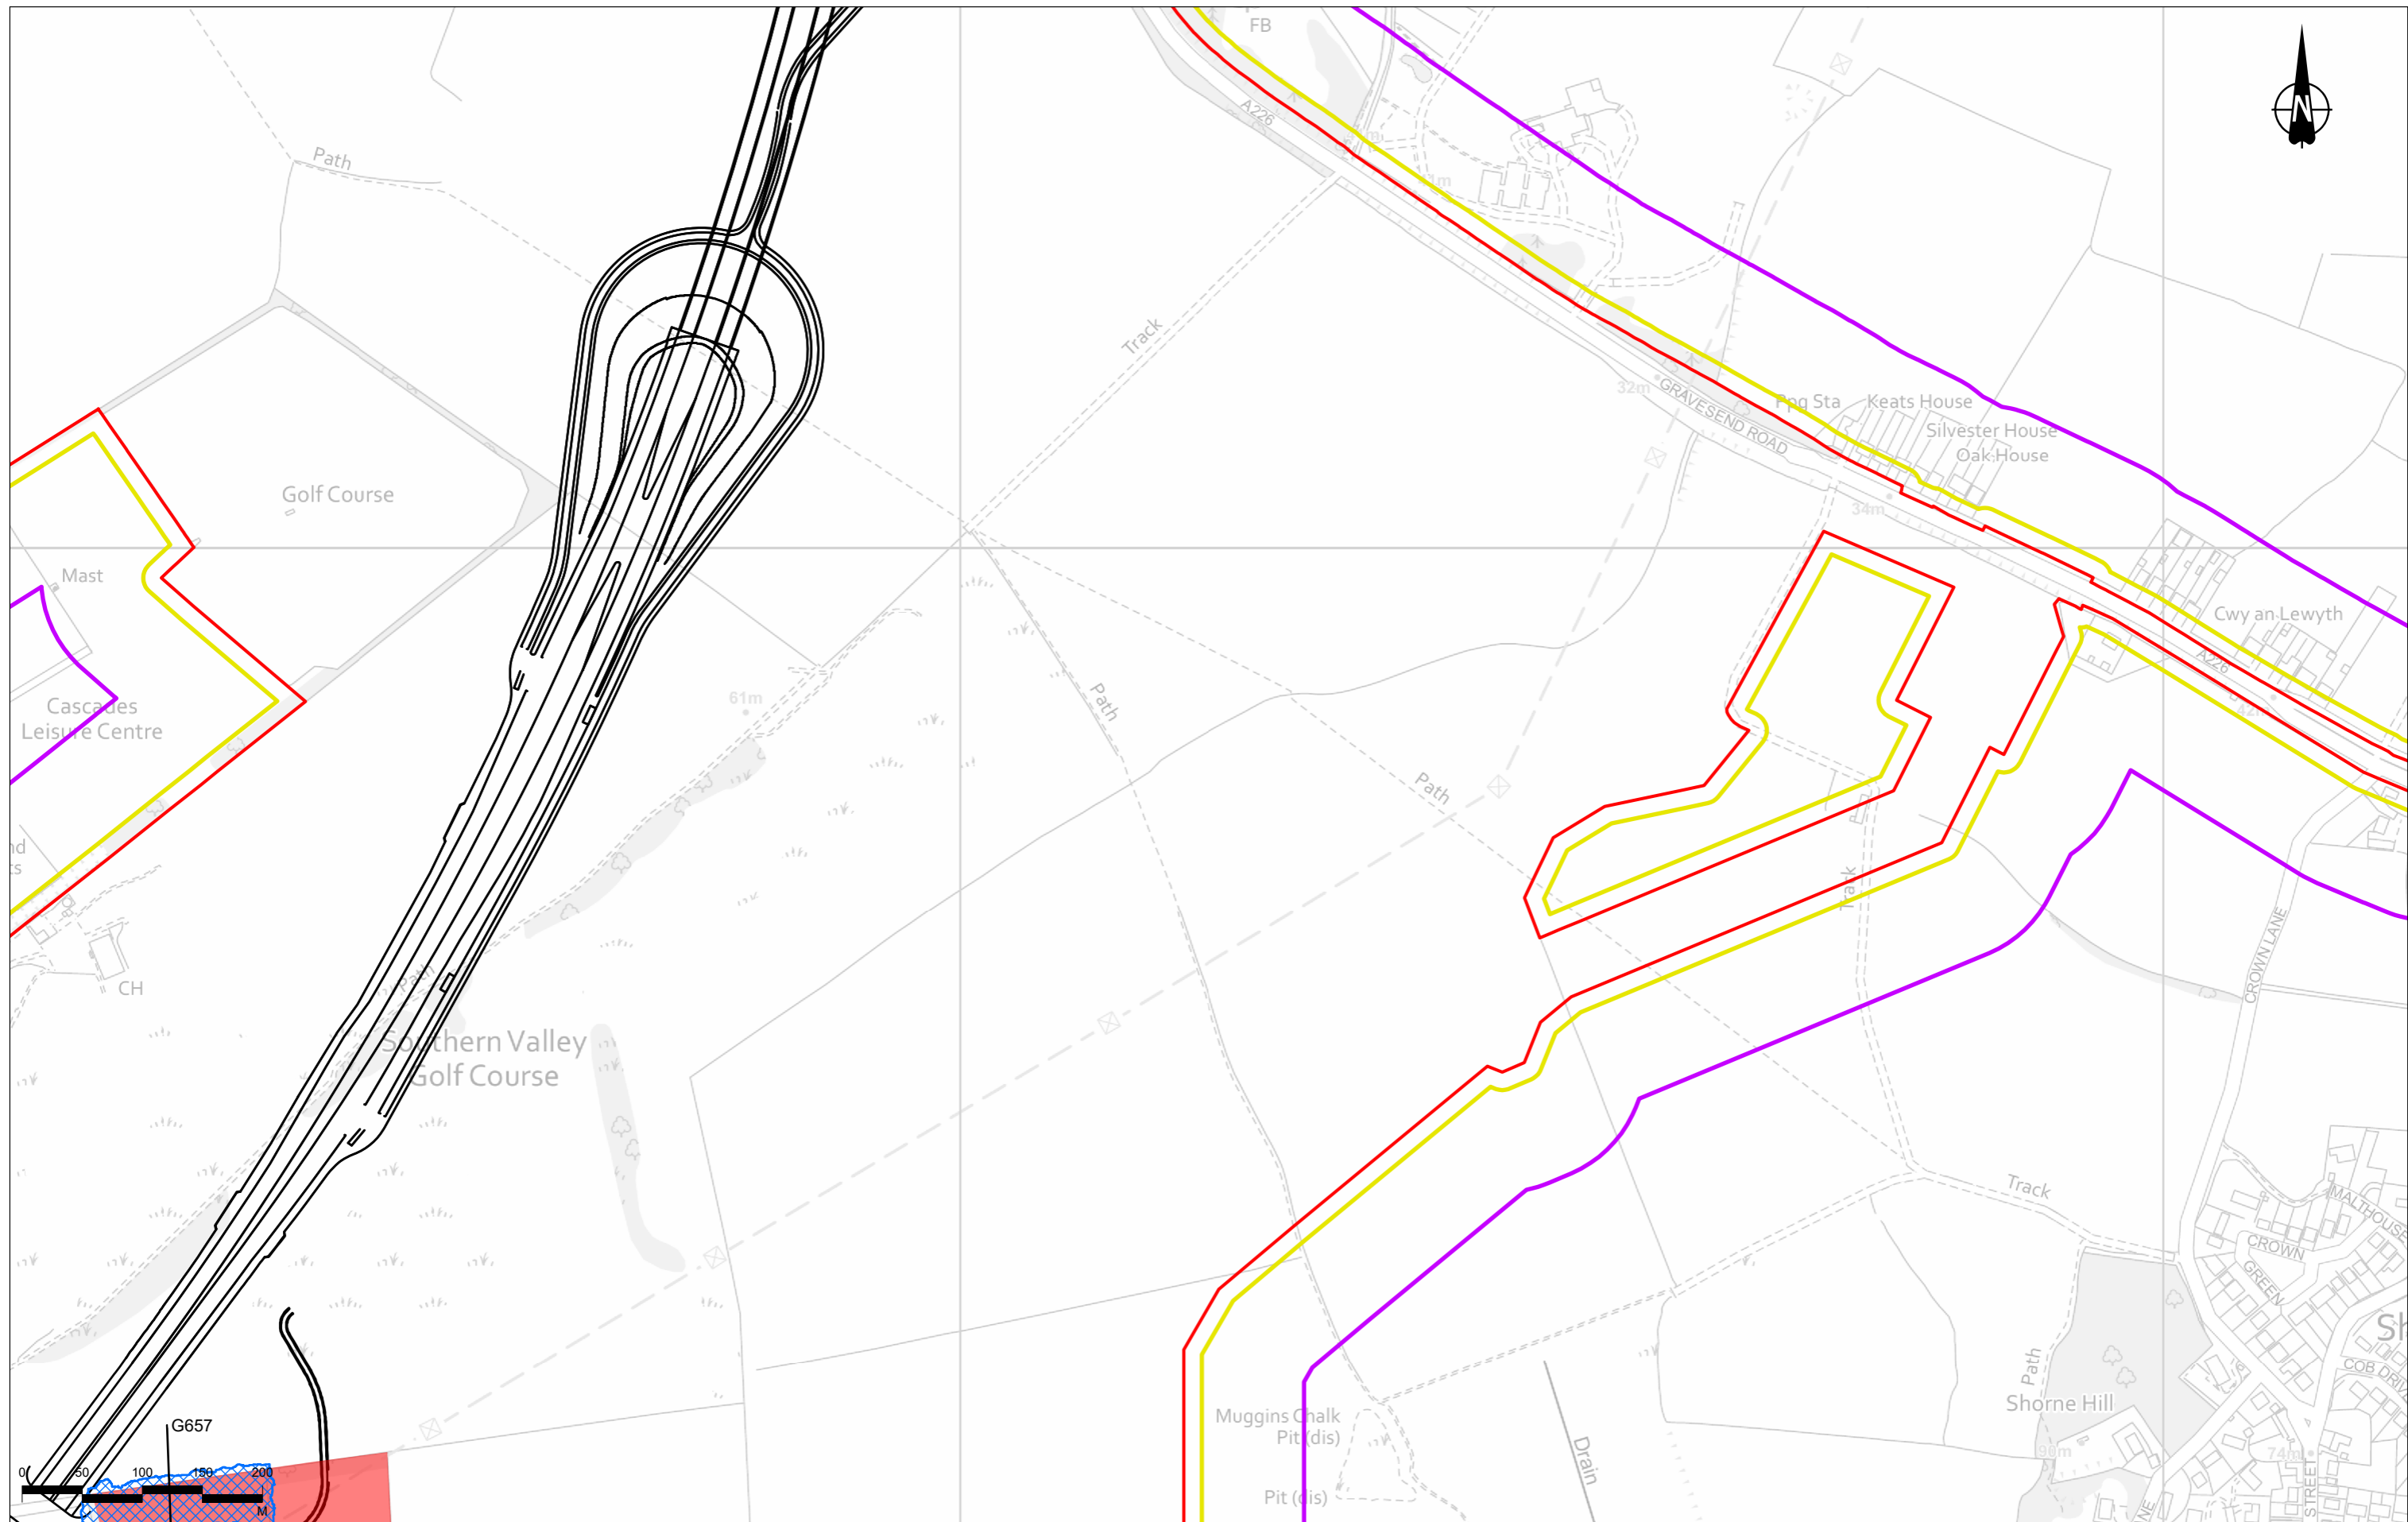 FB
A226
N
Path
Track
32m
GRAVESEND ROAD
Ppg Sta
Keats House
Silvester House
Oak House
34m
Golf Course
Mast
Cwy an Lewyth
A226
42m
Cascades
Leisure Centre
61m
Path
Path
Track
CROWN LANE
CH
Path
Southern Valley
Golf Course
Track
MALTHOUSE
CROWN
GREEN
COB DRIV
Path
Shorne Hill
90m
74m
STREET
Muggins Chalk
Pit (dis)
Pit (dis)
Drain
G657
0 50 100 150 200
M